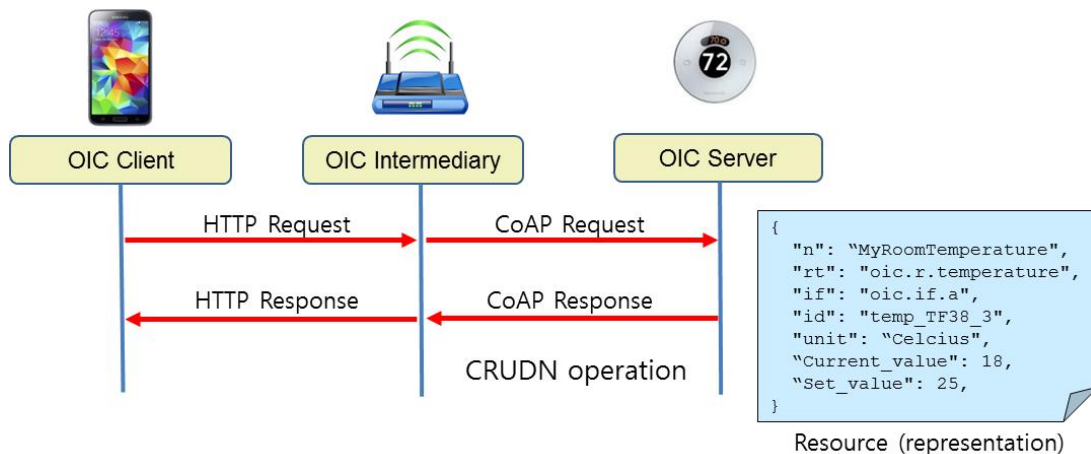 72
OIC Client
OIC Intermediary
OIC Server
HTTP Request
CoAP Request
HTTP Response
CoAP Response
CRUDN operation
{
"n": “MyRoomTemperature",
"rt": "oic.r.temperature",
"if": "oic.if.a",
"id": "temp_TF38_3",
"unit": “Celcius",
“Current_value": 18,
“Set_value": 25,
}
Resource (representation)